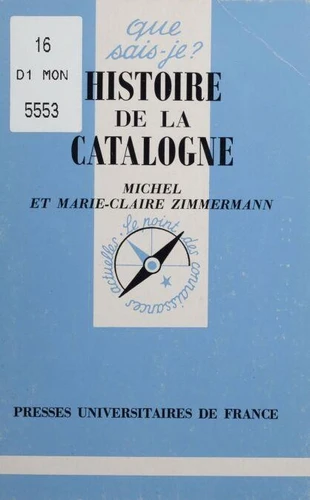 que
sais-je?
16
D1 MON
5553
HISTOIRE
DE LA
CATALOGNE
MICHEL
ET MARIE-CLAIRE ZIMMERMANN
le point des connaissances actuelles
PRESSES UNIVERSITAIRES DE FRANCE